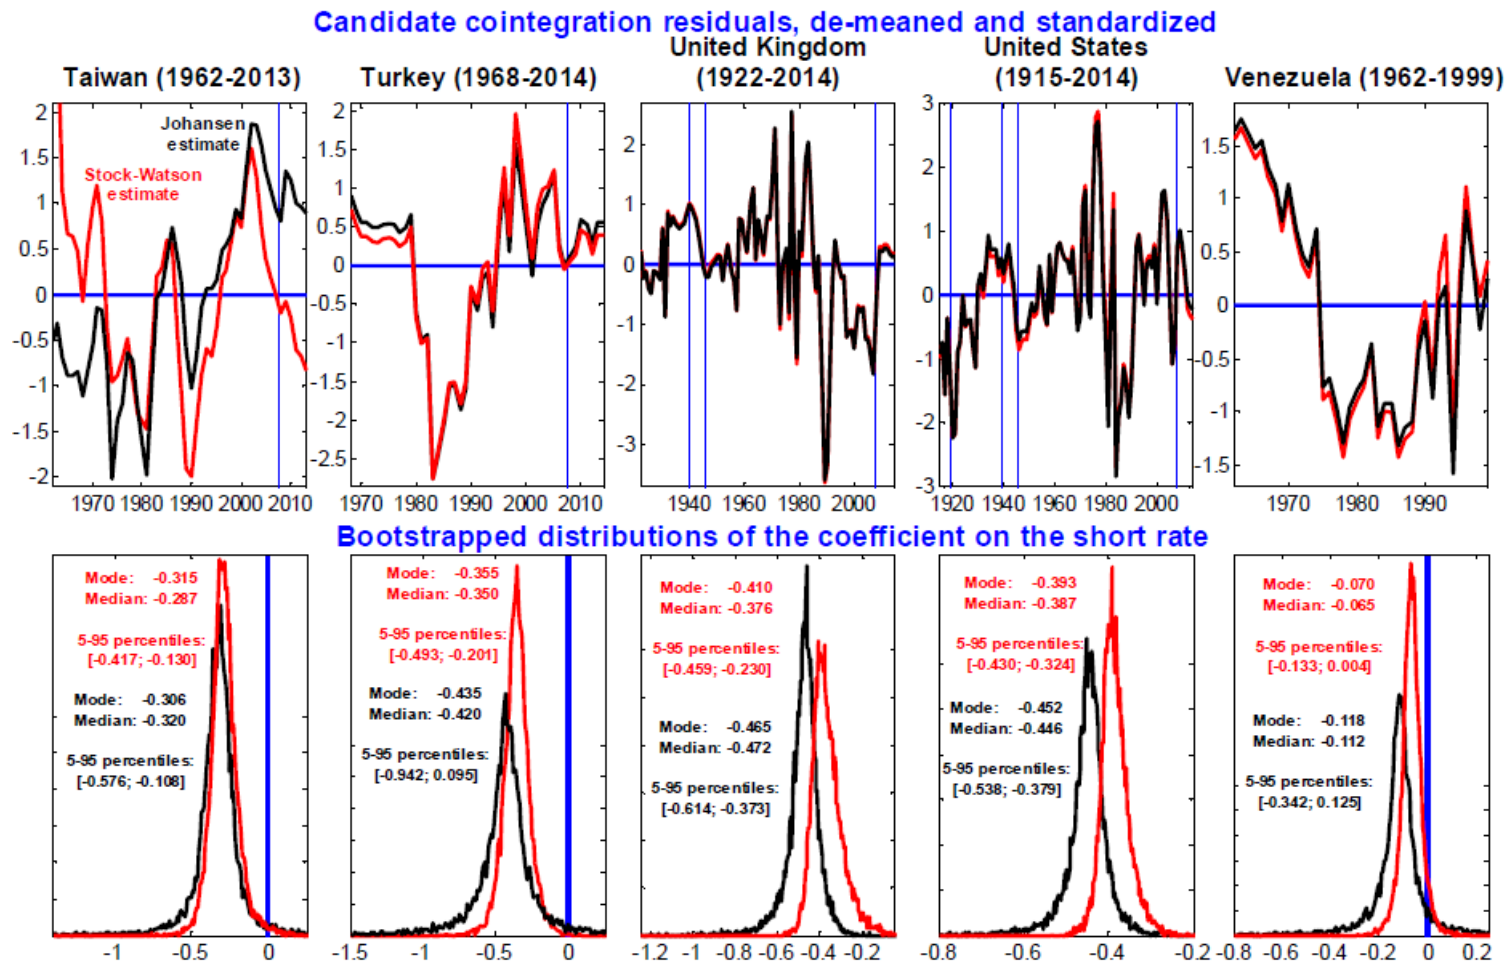 Candidate cointegration residuals, de-meaned and standardized
Taiwan (1962-2013)
Turkey (1968-2014)
United Kingdom
(1922-2014)
United States
(1915-2014)
Venezuela (1962-1999)
2
1.5
1
0.5
0
-0.5
-1
-1.5
-2
Johansen
estimate
Stock-Watson
estimate
1970 1980 1990 2000 2010
2
1.5
1
0.5
0
-0.5
-1
-1.5
-2
-2.5
1970 1980 1990 2000 2010
2
1
0
-1
-2
-3
1940 1960 1980 2000
3
2
1
0
-1
-2
-3
1920 1940 1960 1980 2000
1.5
1
0.5
0
-0.5
-1
-1.5
1970 1980 1990
Bootstrapped distributions of the coefficient on the short rate
Mode: -0.315
Median: -0.287
5-95 percentiles:
[-0.417; -0.130]
Mode: -0.306
Median: -0.320
5-95 percentiles:
[-0.576; -0.108]
-1 -0.5 0
Mode: -0.355
Median: -0.350
5-95 percentiles:
[-0.493; -0.201]
Mode: -0.435
Median: -0.420
5-95 percentiles:
[-0.942; 0.095]
-1.5 -1 -0.5 0
Mode: -0.410
Median: -0.376
5-95 percentiles:
[-0.459; -0.230]
Mode: -0.465
Median: -0.472
5-95 percentiles:
[-0.614; -0.373]
-1.2 -1 -0.8 -0.6 -0.4 -0.2
Mode: -0.393
Median: -0.387
5-95 percentiles:
[-0.430; -0.324]
Mode: -0.452
Median: -0.446
5-95 percentiles:
[-0.538; -0.379]
-0.8 -0.6 -0.4 -0.2
Mode: -0.070
Median: -0.065
5-95 percentiles:
[-0.133; 0.004]
Mode: -0.118
Median: -0.112
5-95 percentiles:
[-0.342; 0.125]
-0.8 -0.6 -0.4 -0.2 0 0.2